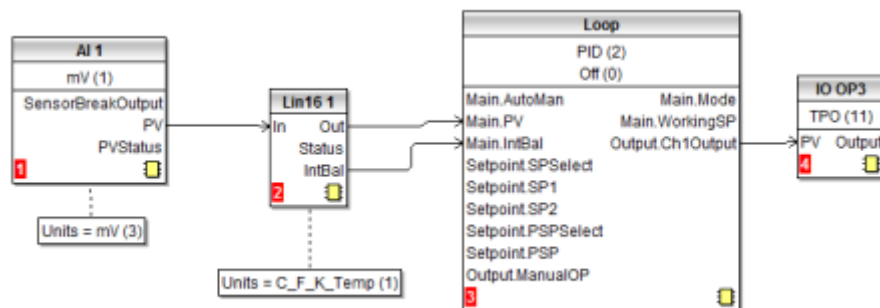 AI 1
mV (1)
SensorBreakOutput
PV
PVStatus
1
Units = mV (3)
Lin16 1
In Out
Status
IntBal
2
Units = C_F_K_Temp (1)
Loop
PID (2)
Off (0)
Main.AutoMan Main.Mode
Main.PV Main.WorkingSP
Main.IntBal Output.Ch1Output
Setpoint.SPSelect
Setpoint.SP1
Setpoint.SP2
Setpoint.PSPSelect
Setpoint.PSP
Output.ManualOP
3
IO OP3
TPO (11)
PV Output
4